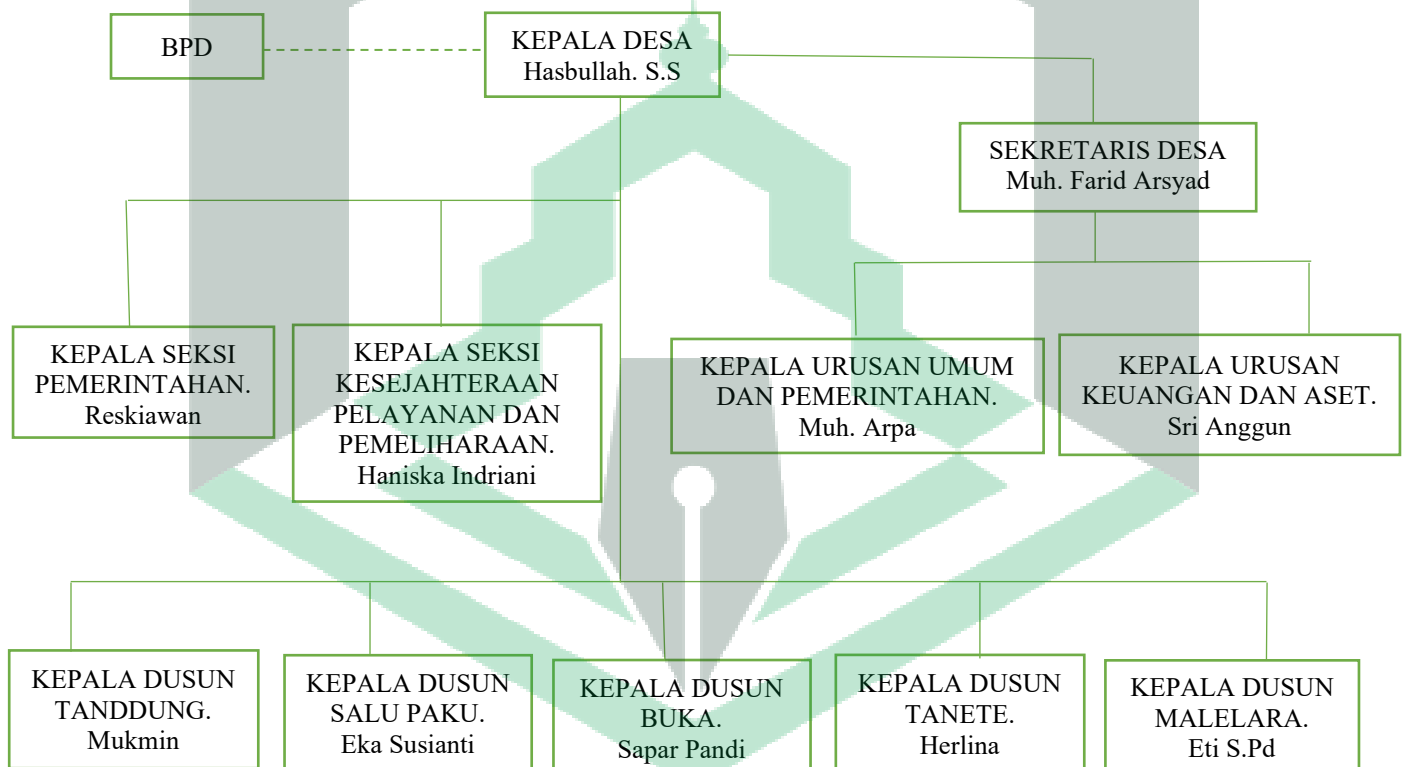 BPD
KEPALA DESA
Hasbullah. S.S
SEKRETARIS DESA
Muh. Farid Arsyad
KEPALA SEKSI
PEMERINTAHAN.
Reskiawan
KEPALA SEKSI
KESEJAHTERAAN
PELAYANAN DAN
PEMELIHARAAN.
Haniska Indriani
KEPALA URUSAN UMUM
DAN PEMERINTAHAN.
Muh. Arpa
KEPALA URUSAN
KEUANGAN DAN ASET.
Sri Anggun
KEPALA DUSUN
TANDDUNG.
Mukmin
KEPALA DUSUN
SALU PAKU.
Eka Susianti
KEPALA DUSUN
BUKA.
Sapar Pandi
KEPALA DUSUN
TANETE.
Herlina
KEPALA DUSUN
MALELARA.
Eti S.Pd